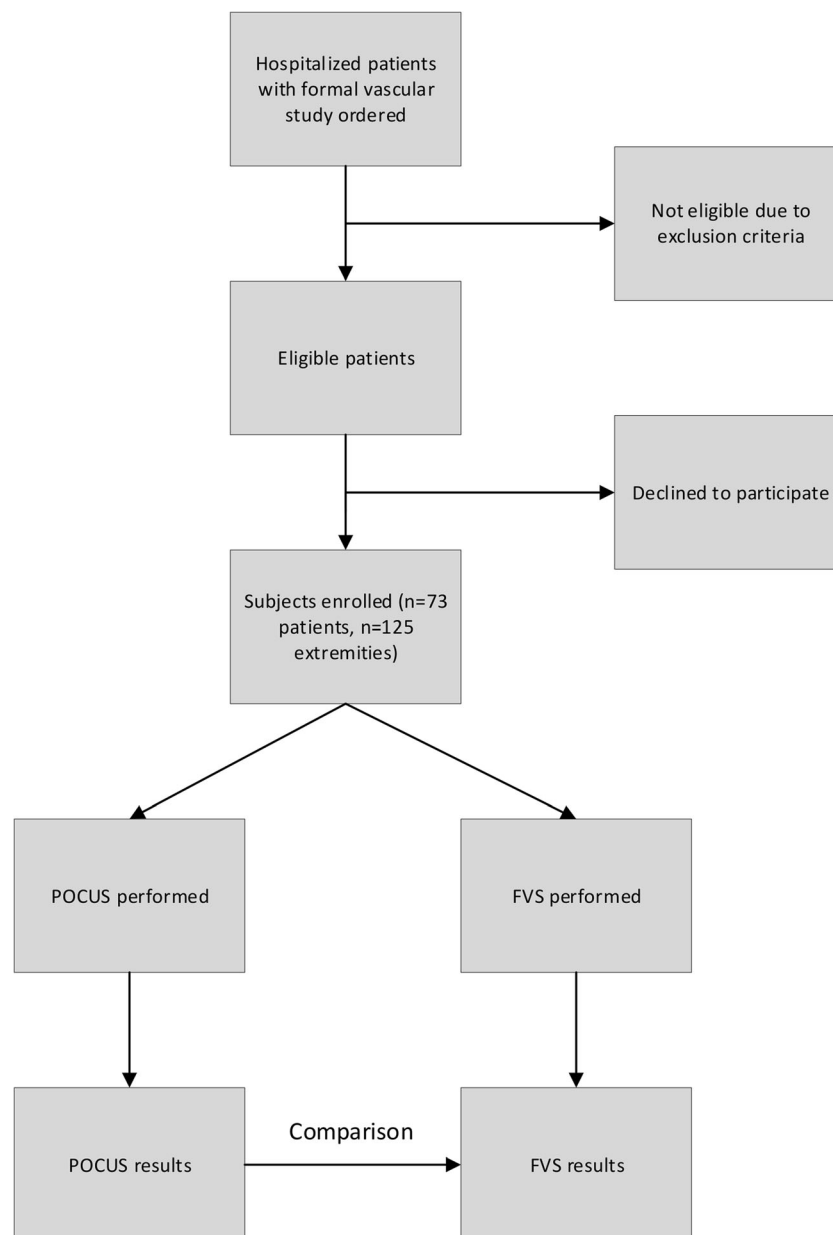 Hospitalized patients
with formal vascular
study ordered
Not eligible due to
exclusion criteria
Eligible patients
Declined to participate
Subjects enrolled (n=73
patients, n=125
extremities)
POCUS performed
FVS performed
Comparison
POCUS results
FVS results